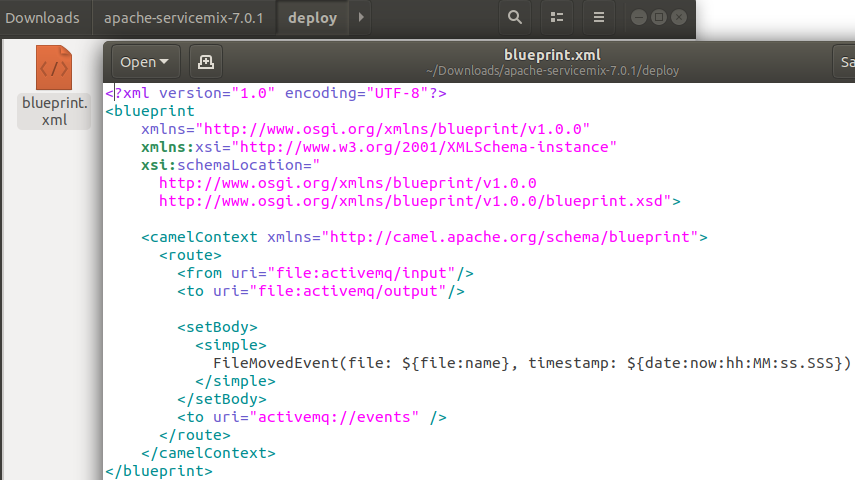 Downloads apache-servicemix-7.0.1 deploy
blueprint.
xml
Open
blueprint.xml
~/Downloads/apache-servicemix-7.0.1/deploy
Sa
<?xml version="1.0" encoding="UTF-8"?>
<blueprint
    xmlns="http://www.osgi.org/xmlns/blueprint/v1.0.0"
    xmlns:xsi="http://www.w3.org/2001/XMLSchema-instance"
    xsi:schemaLocation="
      http://www.osgi.org/xmlns/blueprint/v1.0.0
      http://www.osgi.org/xmlns/blueprint/v1.0.0/blueprint.xsd">
    <camelContext xmlns="http://camel.apache.org/schema/blueprint">
      <route>
        <from uri="file:activemq/input"/>
        <to uri="file:activemq/output"/>
        <setBody>
          <simple>
            FileMovedEvent(file: ${file:name}, timestamp: ${date:now:hh:MM:ss.SSS})
          </simple>
        </setBody>
        <to uri="activemq://events" />
      </route>
    </camelContext>
</blueprint>